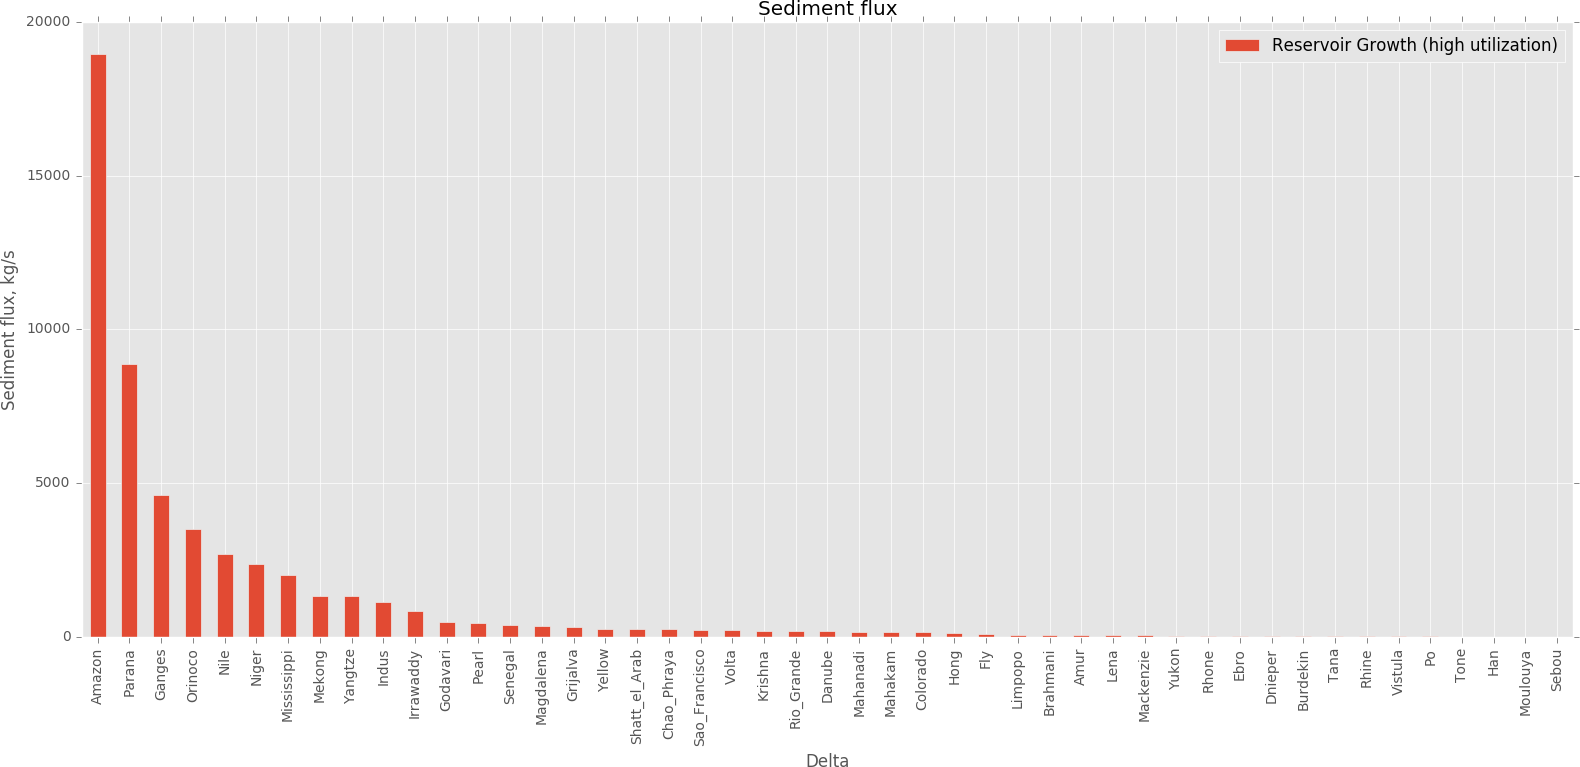 Sediment flux
Reservoir Growth (high utilization)
Sediment flux, kg/s
20000
15000
10000
5000
0
Amazon
Parana
Ganges
Orinoco
Nile
Niger
Mississippi
Mekong
Yangtze
Indus
Irrawaddy
Godavari
Pearl
Senegal
Magdalena
Grijalva
Yellow
Shatt_el_Arab
Chao_Phraya
Sao_Francisco
Volta
Krishna
Rio_Grande
Danube
Mahanadi
Mahakam
Colorado
Hong
Fly
Limpopo
Brahmani
Amur
Lena
Mackenzie
Yukon
Rhone
Ebro
Dnieper
Burdekin
Tana
Rhine
Vistula
Po
Tone
Han
Moulouya
Sebou
Delta